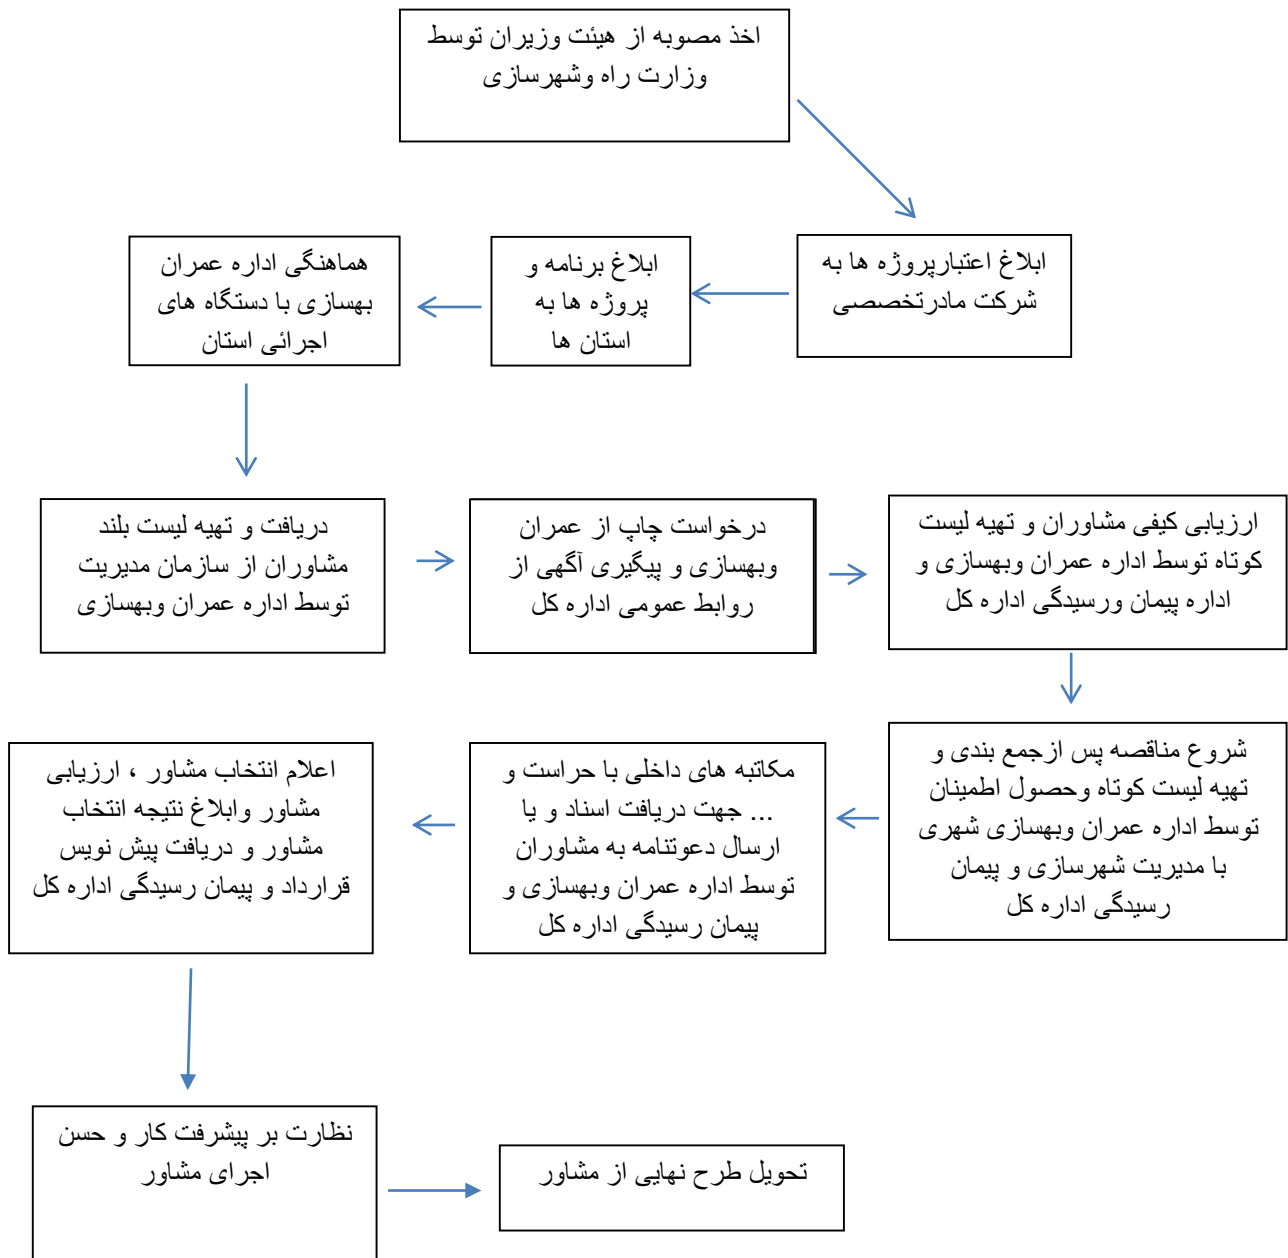 اخذ مصوبه از هیئت وزیران توسط
وزارت راه وشهرسازی
ابلاغ اعتبارپروژه ها به
شرکت مادرتخصصی
ابلاغ برنامه و
پروژه ها به
استان ها
هماهنگی اداره عمران
بهسازی با دستگاه های
اجرائی استان
دریافت و تهیه لیست بلند
مشاوران از سازمان مدیریت
توسط اداره عمران وبهسازی
درخواست چاپ از عمران
وبهسازی و پیگیری آگهی از
روابط عمومی اداره کل
ارزیابی کیفی مشاوران و تهیه لیست
کوتاه توسط اداره عمران وبهسازی و
اداره پیمان ورسیدگی اداره کل
شروع مناقصه پس ازجمع بندی و
تهیه لیست کوتاه وحصول اطمینان
توسط اداره عمران وبهسازی شهری
با مدیریت شهرسازی و پیمان
رسیدگی اداره کل
مکاتبه های داخلی با حراست و
... جهت دریافت اسناد و یا
ارسال دعوتنامه به مشاوران
توسط اداره عمران وبهسازی و
پیمان رسیدگی اداره کل
اعلام انتخاب مشاور ، ارزیابی
مشاور وابلاغ نتیجه انتخاب
مشاور و دریافت پیش نویس
قرارداد و پیمان رسیدگی اداره کل
نظارت بر پیشرفت کار و حسن
اجرای مشاور
تحویل طرح نهایی از مشاور